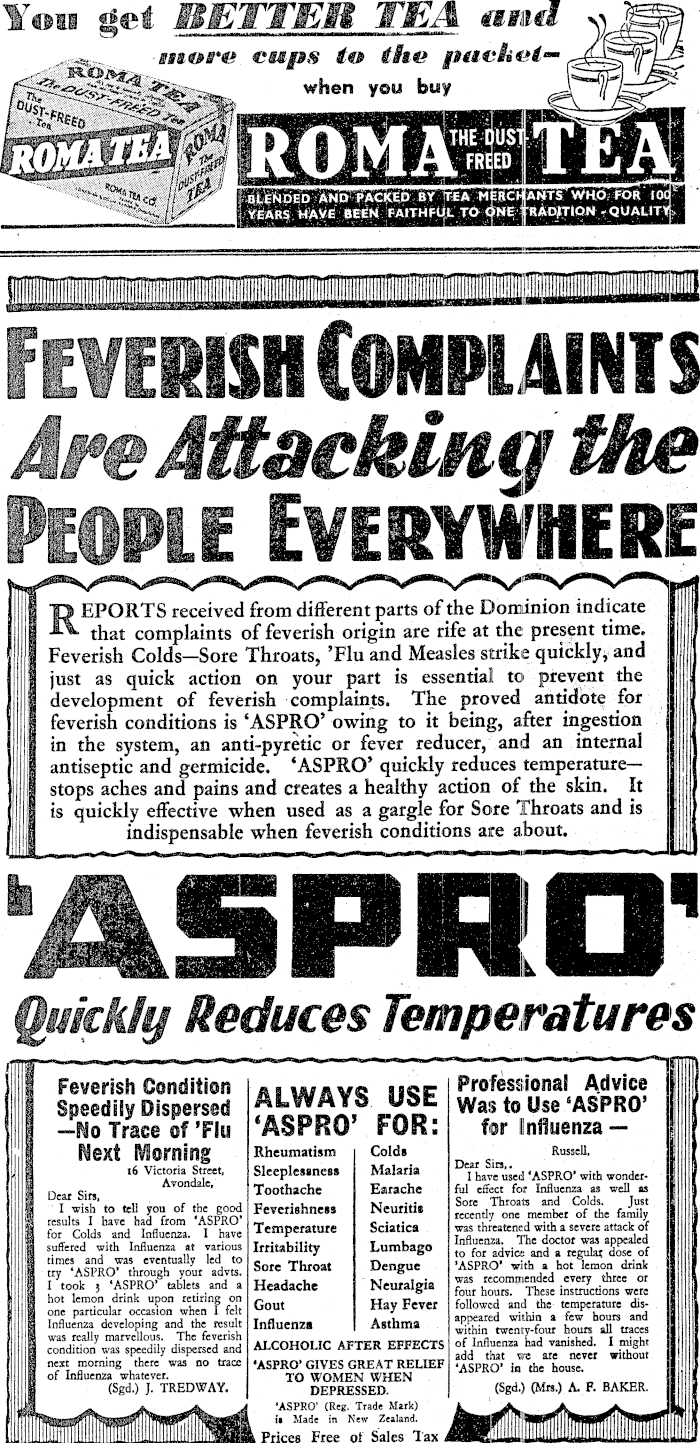 You get BETTER TEA and
more cups to the packet—
when you buy
ROMA TEA
The DUST-FREED Tea
The
DUST-FREED
Tea
ROMA TEA
ROMA TEA CO.
ROMA
The
DUST-FREED
TEA
ROMA THE DUST FREED TEA
BLENDED AND PACKED BY TEA MERCHANTS WHO FOR 100
YEARS HAVE BEEN FAITHFUL TO ONE TRADITION - QUALITY.
FEVERISH COMPLAINTS
Are Attacking the
PEOPLE EVERYWHERE
REPORTS received from different parts of the Dominion indicate
that complaints of feverish origin are rife at the present time.
Feverish Colds—Sore Throats, 'Flu and Measles strike quickly, and
just as quick action on your part is essential to prevent the
development of feverish complaints. The proved antidote for
feverish conditions is 'ASPRO' owing to it being, after ingestion
in the system, an anti-pyretic or fever reducer, and an internal
antiseptic and germicide. 'ASPRO' quickly reduces temperature—
stops aches and pains and creates a healthy action of the skin. It
is quickly effective when used as a gargle for Sore Throats and is
indispensable when feverish conditions are about.
'ASPRO'
Quickly Reduces Temperatures
Feverish Condition
Speedily Dispersed
—No Trace of 'Flu
Next Morning
16 Victoria Street,
Avondale,
Dear Sirs,
I wish to tell you of the good
results I have had from 'ASPRO'
for Colds and Influenza. I have
suffered with Influenza at various
times and was eventually led to
try 'ASPRO' through your advts.
I took 3 'ASPRO' tablets and a
hot lemon drink upon retiring on
one particular occasion when I felt
Influenza developing and the result
was really marvellous. The feverish
condition was speedily dispersed and
next morning there was no trace
of Influenza whatever.
(Sgd.) J. TREDWAY.
ALWAYS USE
'ASPRO' FOR:
Rheumatism
Sleeplessness
Toothache
Feverishness
Temperature
Irritability
Sore Throat
Headache
Gout
Influenza
Colds
Malaria
Earache
Neuritis
Sciatica
Lumbago
Dengue
Neuralgia
Hay Fever
Asthma
ALCOHOLIC AFTER EFFECTS
'ASPRO' GIVES GREAT RELIEF
TO WOMEN WHEN
DEPRESSED.
'ASPRO' (Reg. Trade Mark)
is Made in New Zealand.
Prices Free of Sales Tax
Professional Advice
Was to Use 'ASPRO'
for Influenza —
Russell,
Dear Sirs,.
I have used 'ASPRO' with wonder-
ful effect for Influenza as well as
Sore Throats and Colds. Just
recently one member of the family
was threatened with a severe attack of
Influenza. The doctor was appealed
to for advice and a regular dose of
'ASPRO' with a hot lemon drink
was recommended every three or
four hours. These instructions were
followed and the temperature dis-
appeared within a few hours and
within twenty-four hours all traces
of Influenza had vanished. I might
add that we are never without
'ASPRO' in the house.
(Sgd.) (Mrs.) A. F. BAKER.